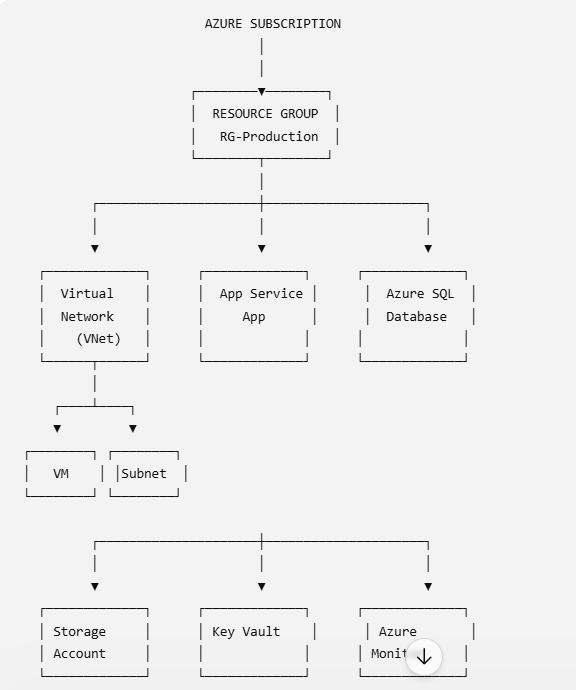 AZURE SUBSCRIPTION
RESOURCE GROUP
RG-Production
Virtual
Network
(VNet)
App Service
App
Azure SQL
Database
VM
Subnet
Storage
Account
Key Vault
Azure